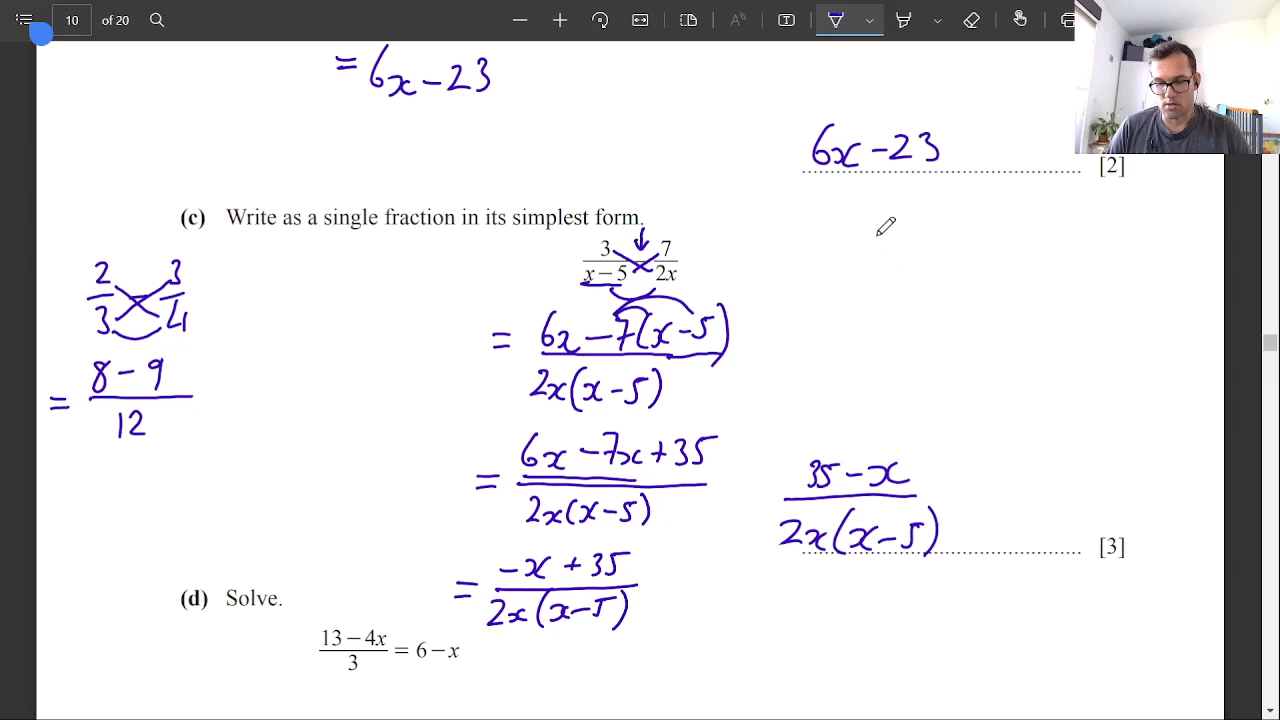 10 of 20
= 6x − 23
6x − 23
[2]
(c) Write as a single fraction in its simplest form.
3/(x − 5) − 7/2x
2/3 − 3/4
= (6x − 7(x − 5))/(2x(x − 5))
= (8 − 9)/12
= (6x − 7x + 35)/(2x(x − 5))
(35 − x)/(2x(x − 5))
[3]
= (−x + 35)/(2x(x − 5))
(d) Solve.
(13 − 4x)/3 = 6 − x